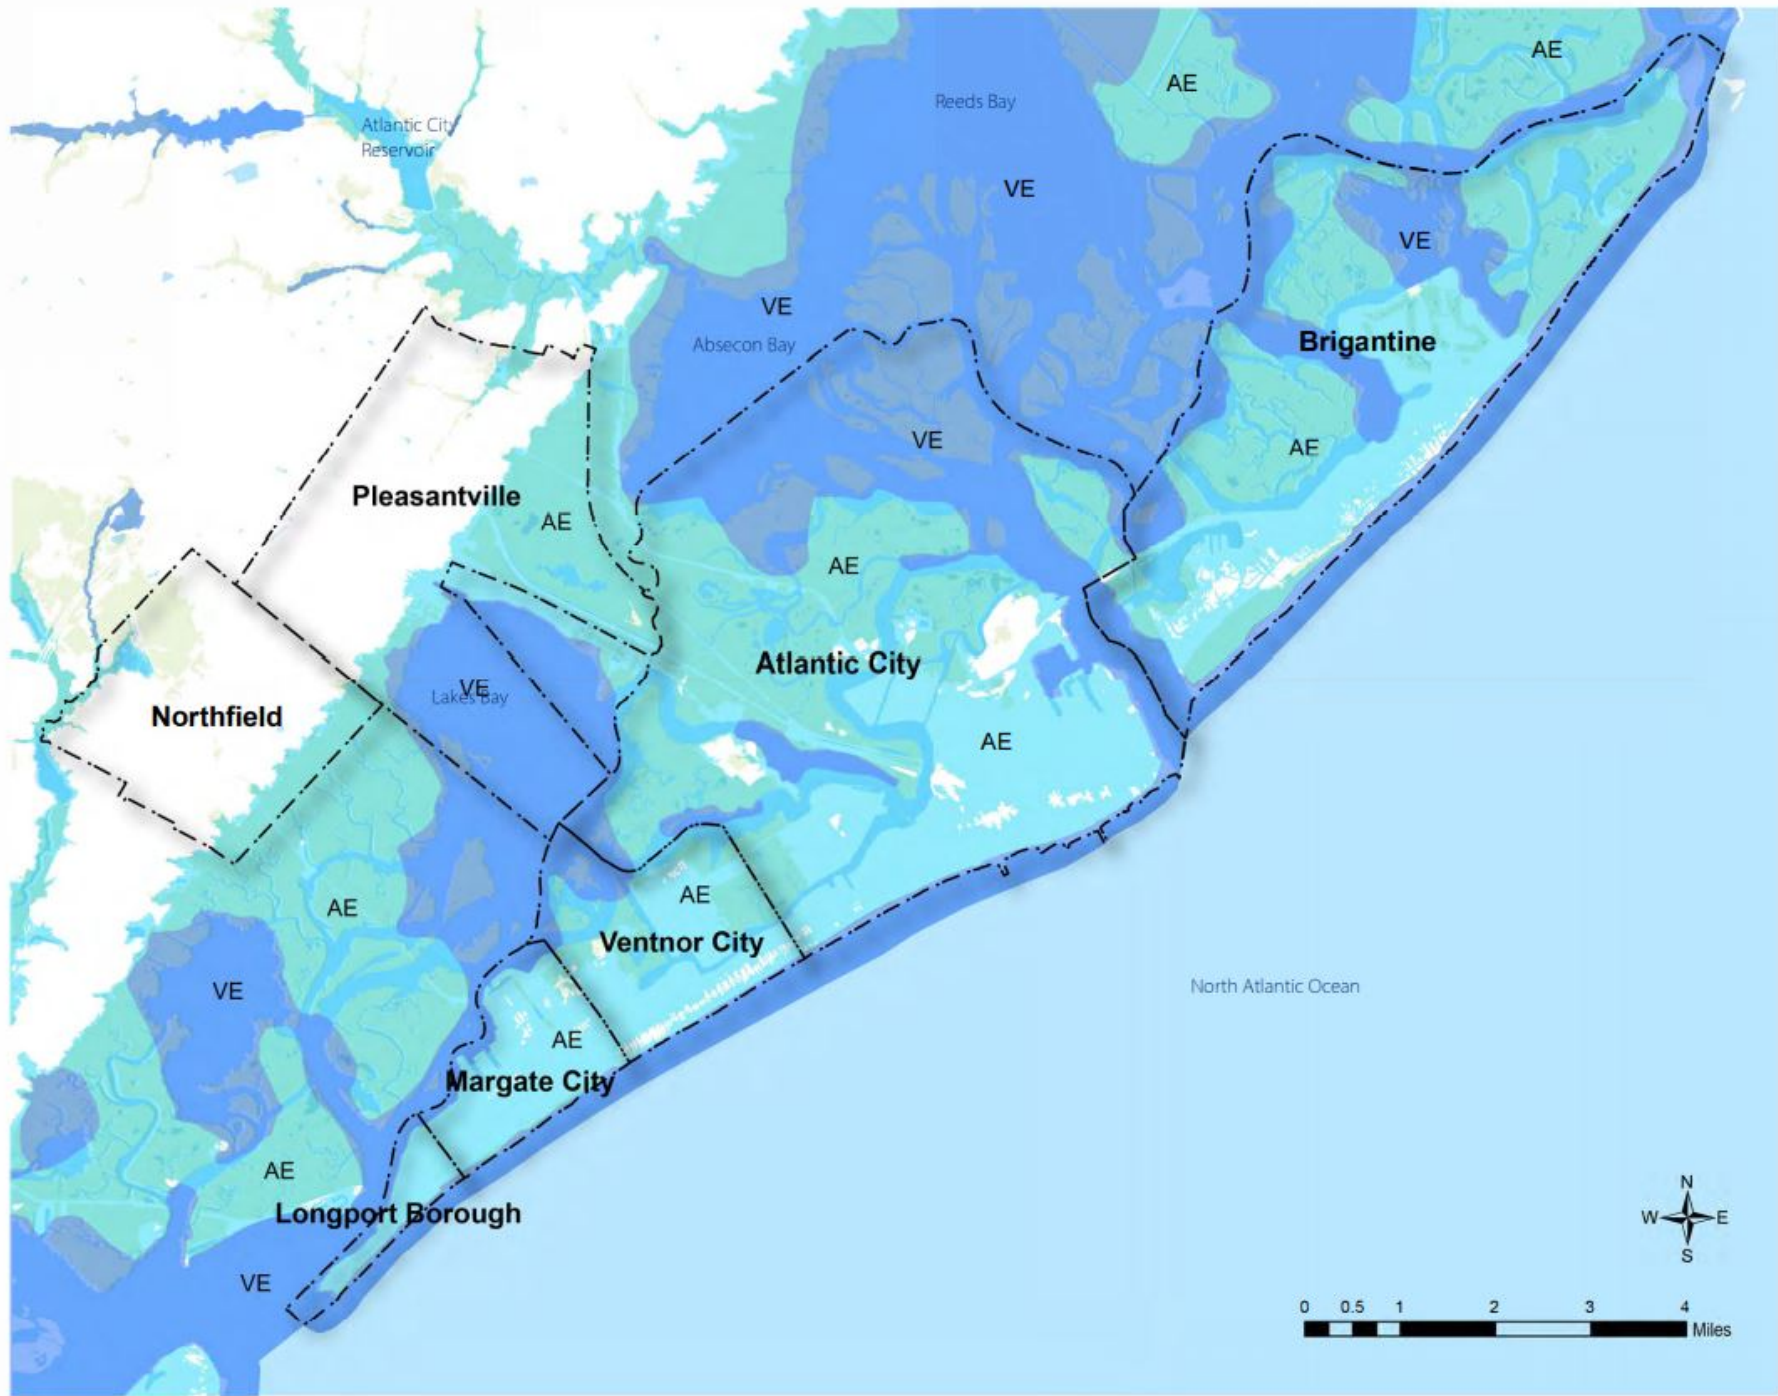 AE
AE
Reeds Bay
Atlantic City
Reservoir
VE
VE
VE
Absecon Bay
Brigantine
VE
AE
Pleasantville
AE
AE
Atlantic City
VE
Lakes Bay
Northfield
AE
AE
AE
Ventnor City
VE
North Atlantic Ocean
AE
Margate City
AE
Longport Borough
VE
N
W E
S
0 0.5 1 2 3 4
Miles